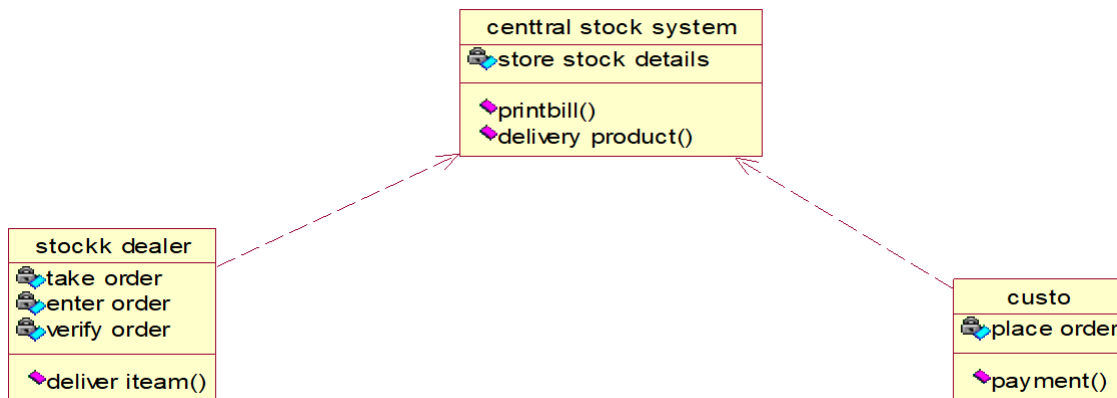 centtral stock system
store stock details
printbill()
delivery product()
stockk dealer
take order
enter order
verify order
deliver iteam()
custo
place order
payment()